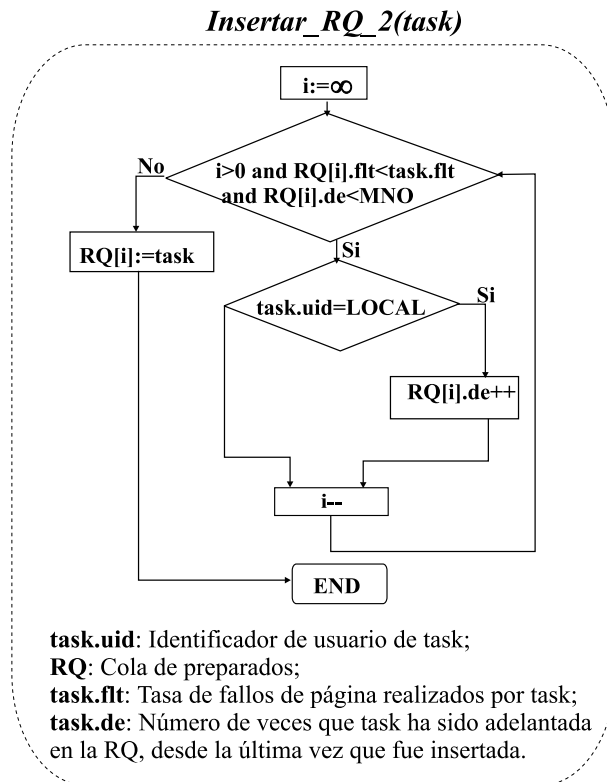 Insertar_RQ_2(task)
i:=∞
i>0 and RQ[i].flt<task.flt
and RQ[i].de<MNO
No
RQ[i]:=task
Si
task.uid=LOCAL
Si
RQ[i].de++
i--
END
task.uid: Identificador de usuario de task;
RQ: Cola de preparados;
task.flt: Tasa de fallos de página realizados por task;
task.de: Número de veces que task ha sido adelantada
en la RQ, desde la última vez que fue insertada.